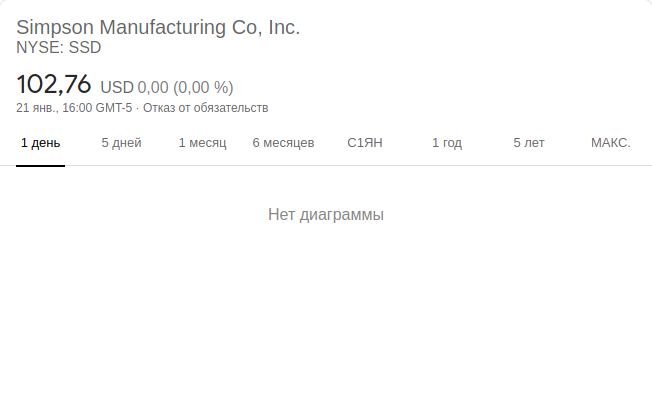 Simpson Manufacturing Co, Inc.
NYSE: SSD
102,76 USD 0,00 (0,00 %)
21 янв., 16:00 GMT-5 · Отказ от обязательств
1 день 5 дней 1 месяц 6 месяцев С1ЯН 1 год 5 лет МАКС.
Нет диаграммы